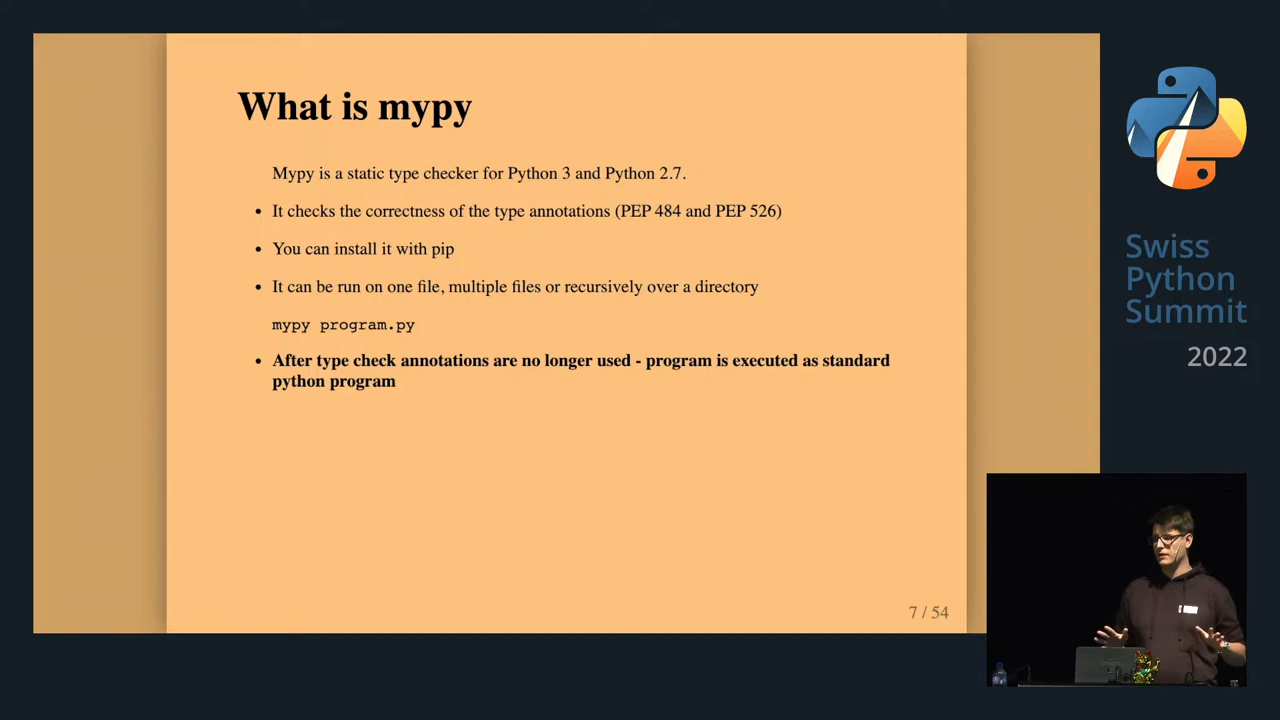 What is mypy
Mypy is a static type checker for Python 3 and Python 2.7.
• It checks the correctness of the type annotations (PEP 484 and PEP 526)
• You can install it with pip
• It can be run on one file, multiple files or recursively over a directory
mypy program.py
• After type check annotations are no longer used - program is executed as standard
python program
7 / 54
Swiss
Python
Summit
2022